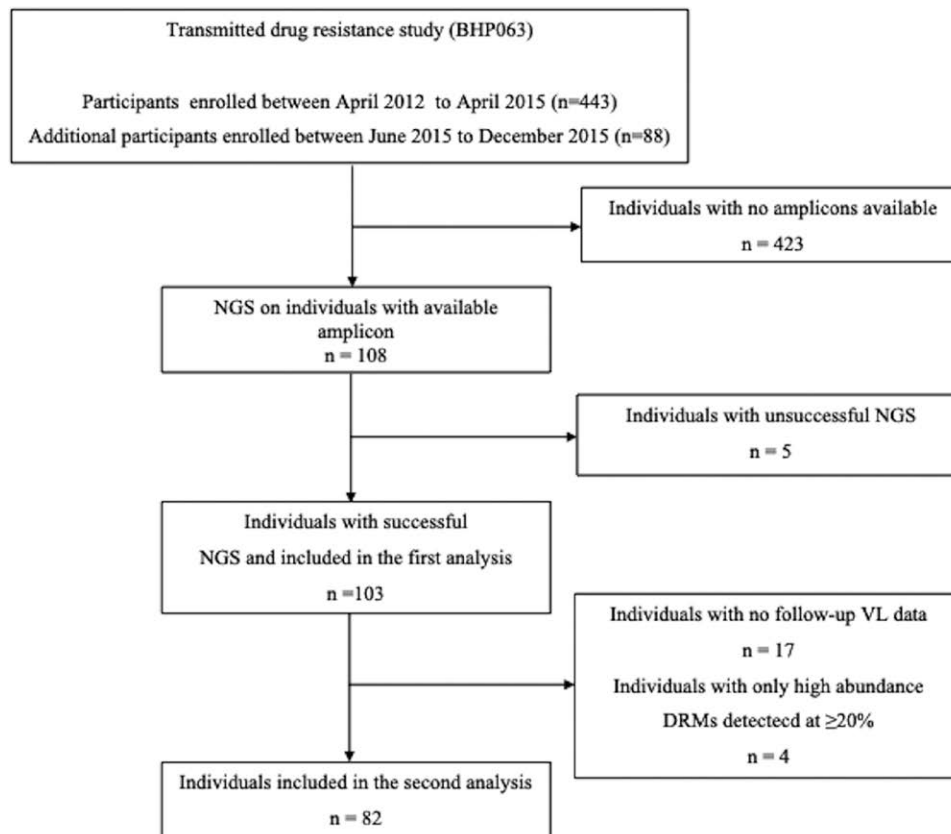 Transmitted drug resistance study (BHP063)
Participants enrolled between April 2012 to April 2015 (n=443)
Additional participants enrolled between June 2015 to December 2015 (n=88)
Individuals with no amplicons available
n = 423
NGS on individuals with available
amplicon
n = 108
Individuals with unsuccessful NGS
n = 5
Individuals with successful
NGS and included in the first analysis
n =103
Individuals with no follow-up VL data
n = 17
Individuals with only high abundance
DRMs detectecd at ≥20%
n = 4
Individuals included in the second analysis
n = 82